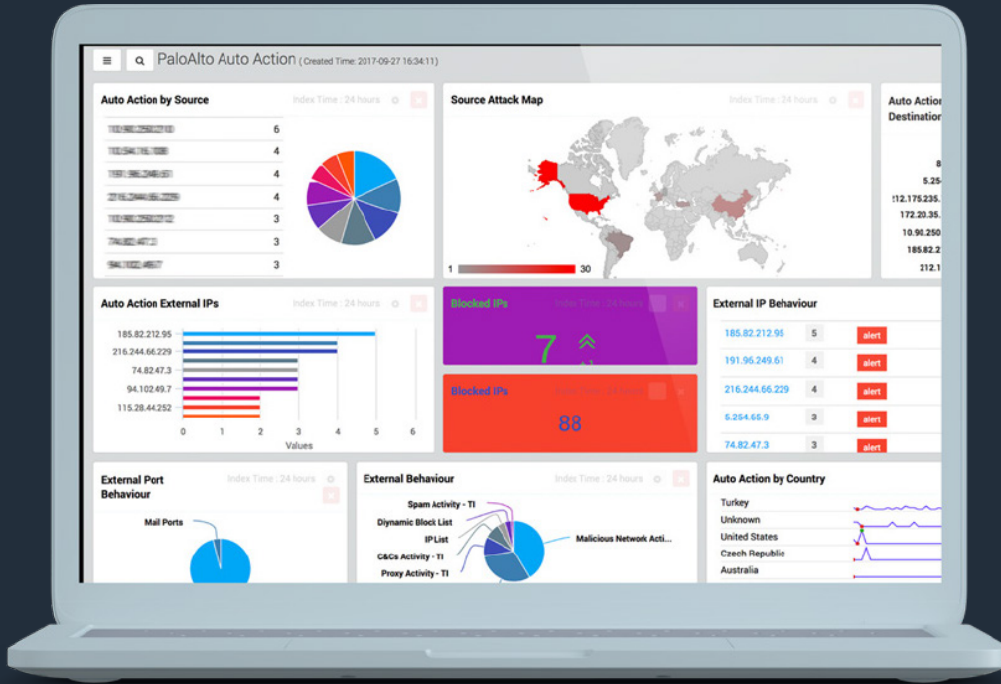 PaloAlto Auto Action ( Created Time: 2017-09-27 16:34:11)
Auto Action by Source
Index Time : 24 hours
6
4
4
4
3
3
3
Source Attack Map
Index Time : 24 hours
1
30
Auto Action
Destination
8
5.25
12.175.235.
172.20.35.
10.90.250
185.82.2
212.1
Auto Action External IPs
Index Time : 24 hours
185.82.212.95
216.244.66.229
74.82.47.3
94.102.49.7
115.28.44.252
0 1 2 3 4 5 6
Values
Blocked IPs
7
Blocked IPs
88
External IP Behaviour
185.82.212.95 5 alert
191.96.249.61 4 alert
216.244.66.229 4 alert
5.254.65.9 3 alert
74.82.47.3 3 alert
External Port
Behaviour
Index Time : 24 hours
Mail Ports
External Behaviour
Index Time : 24 hours
Spam Activity - TI
Diynamic Block List
IP List
C&Cs Activity - TI
Proxy Activity - TI
Malicious Network Acti...
Auto Action by Country
Turkey
Unknown
United States
Czech Republic
Australia